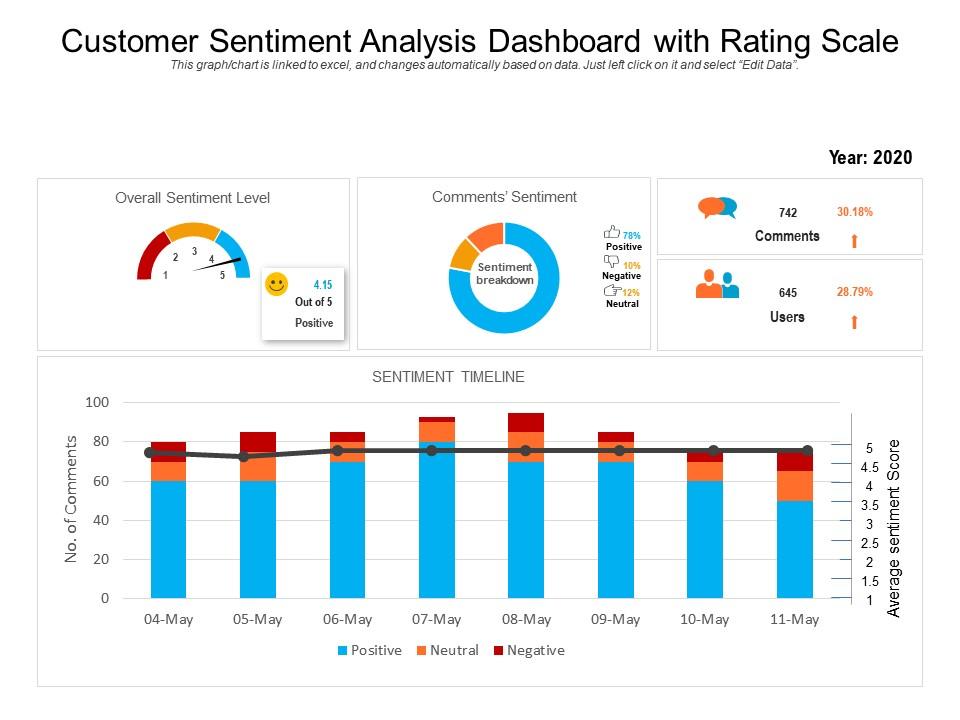 Customer Sentiment Analysis Dashboard with Rating Scale
This graph/chart is linked to excel, and changes automatically based on data. Just left click on it and select “Edit Data”.
Year: 2020
Overall Sentiment Level
1
2
3
4
5
4.15
Out of 5
Positive
Comments’ Sentiment
Sentiment
breakdown
78%
Positive
10%
Negative
12%
Neutral
742
Comments
30.18%
645
Users
28.79%
SENTIMENT TIMELINE
No. of Comments
100
80
60
40
20
0
04-May
05-May
06-May
07-May
08-May
09-May
10-May
11-May
5
4.5
4
3.5
3
2.5
2
1.5
1
Average sentiment Score
Positive
Neutral
Negative